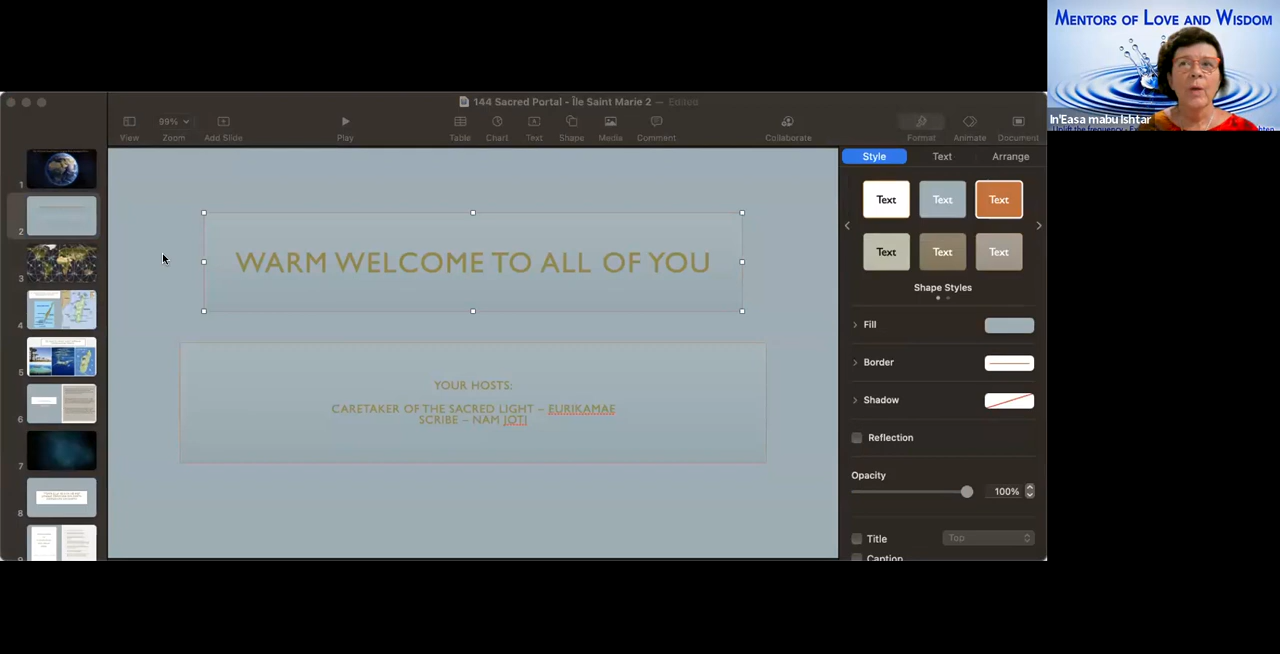 MENTORS OF LOVE AND WISDOM
In'Easa mabu Ishtar
144 Sacred Portal - Île Saint Marie 2 — Edited
99%
View Zoom Add Slide Play Table Chart Text Shape Media Comment Collaborate Format Animate Document
Style Text Arrange
Text Text Text
Text Text Text
Shape Styles
Fill
Border
Shadow
Reflection
Opacity
100%
Title Top
Caption
1
2
3
4
5
6
7
8
9
WARM WELCOME TO ALL OF YOU
YOUR HOSTS:
CARETAKER OF THE SACRED LIGHT – EURIKAMAE
SCRIBE – NAM JOTI